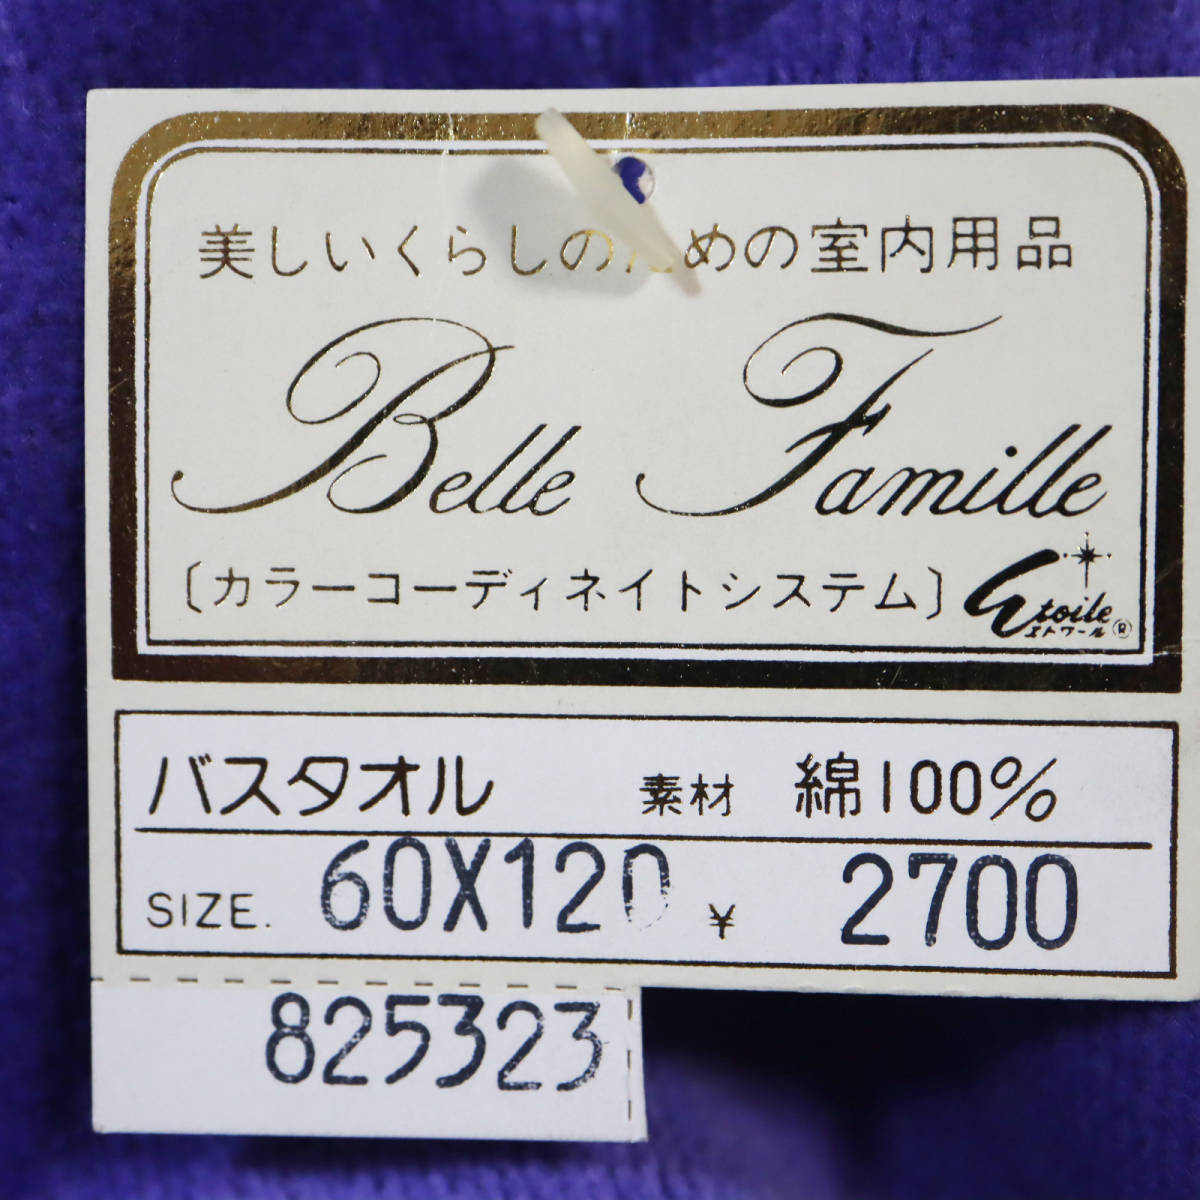 美しいくらしのための室内用品
Belle Famille
〔カラーコーディネイトシステム〕
Etoile
エトワール®
バスタオル 素材 綿100%
SIZE. 60X120 ¥ 2700
825323